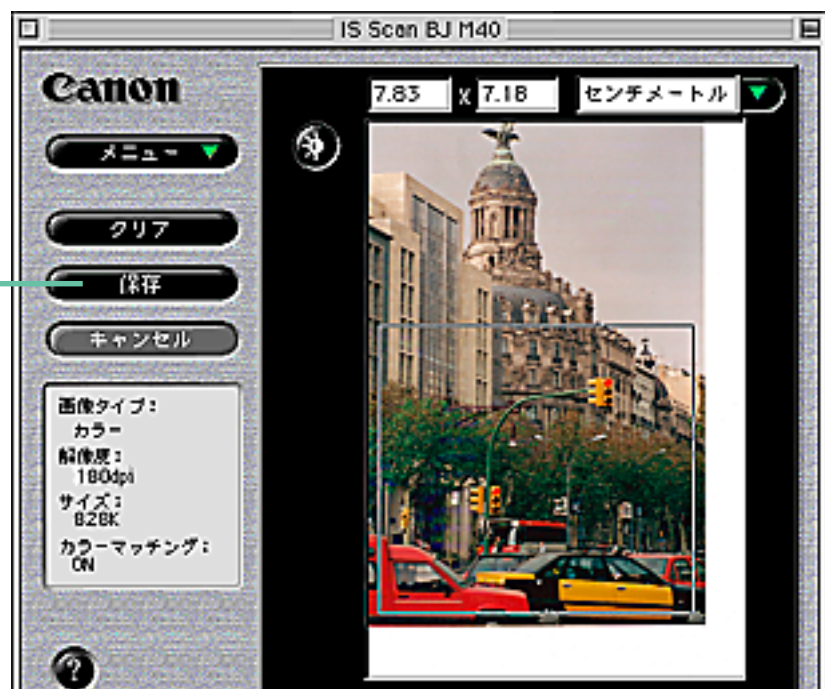 IS Scan BJ M40
Canon
7.83 X 7.18 センチメートル
メニュー
クリア
保存
キャンセル
画像タイプ：
カラー
解像度：
180dpi
サイズ：
828K
カラーマッチング：
ON
?